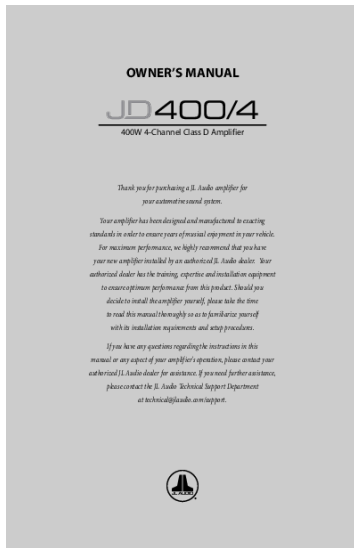 OWNER'S MANUAL
JD400/4
400W 4-Channel Class D Amplifier
Thank you for purchasing a JL Audio amplifier for
your automotive sound system.
Your amplifier has been designed and manufactured to exacting
standards in order to ensure years of musical enjoyment in your vehicle.
For maximum performance, we highly recommend that you have
your new amplifier installed by an authorized JL Audio dealer. Your
authorized dealer has the training, expertise and installation equipment
to ensure optimum performance from this product. Should you
decide to install the amplifier yourself, please take the time
to read this manual thoroughly so as to familiarize yourself
with its installation requirements and setup procedures.
If you have any questions regarding the instructions in this
manual or any aspect of your amplifier's operation, please contact your
authorized JL Audio dealer for assistance. If you need further assistance,
please contact the JL Audio Technical Support Department
at technical@jlaudio.com/support.
JL AUDIO